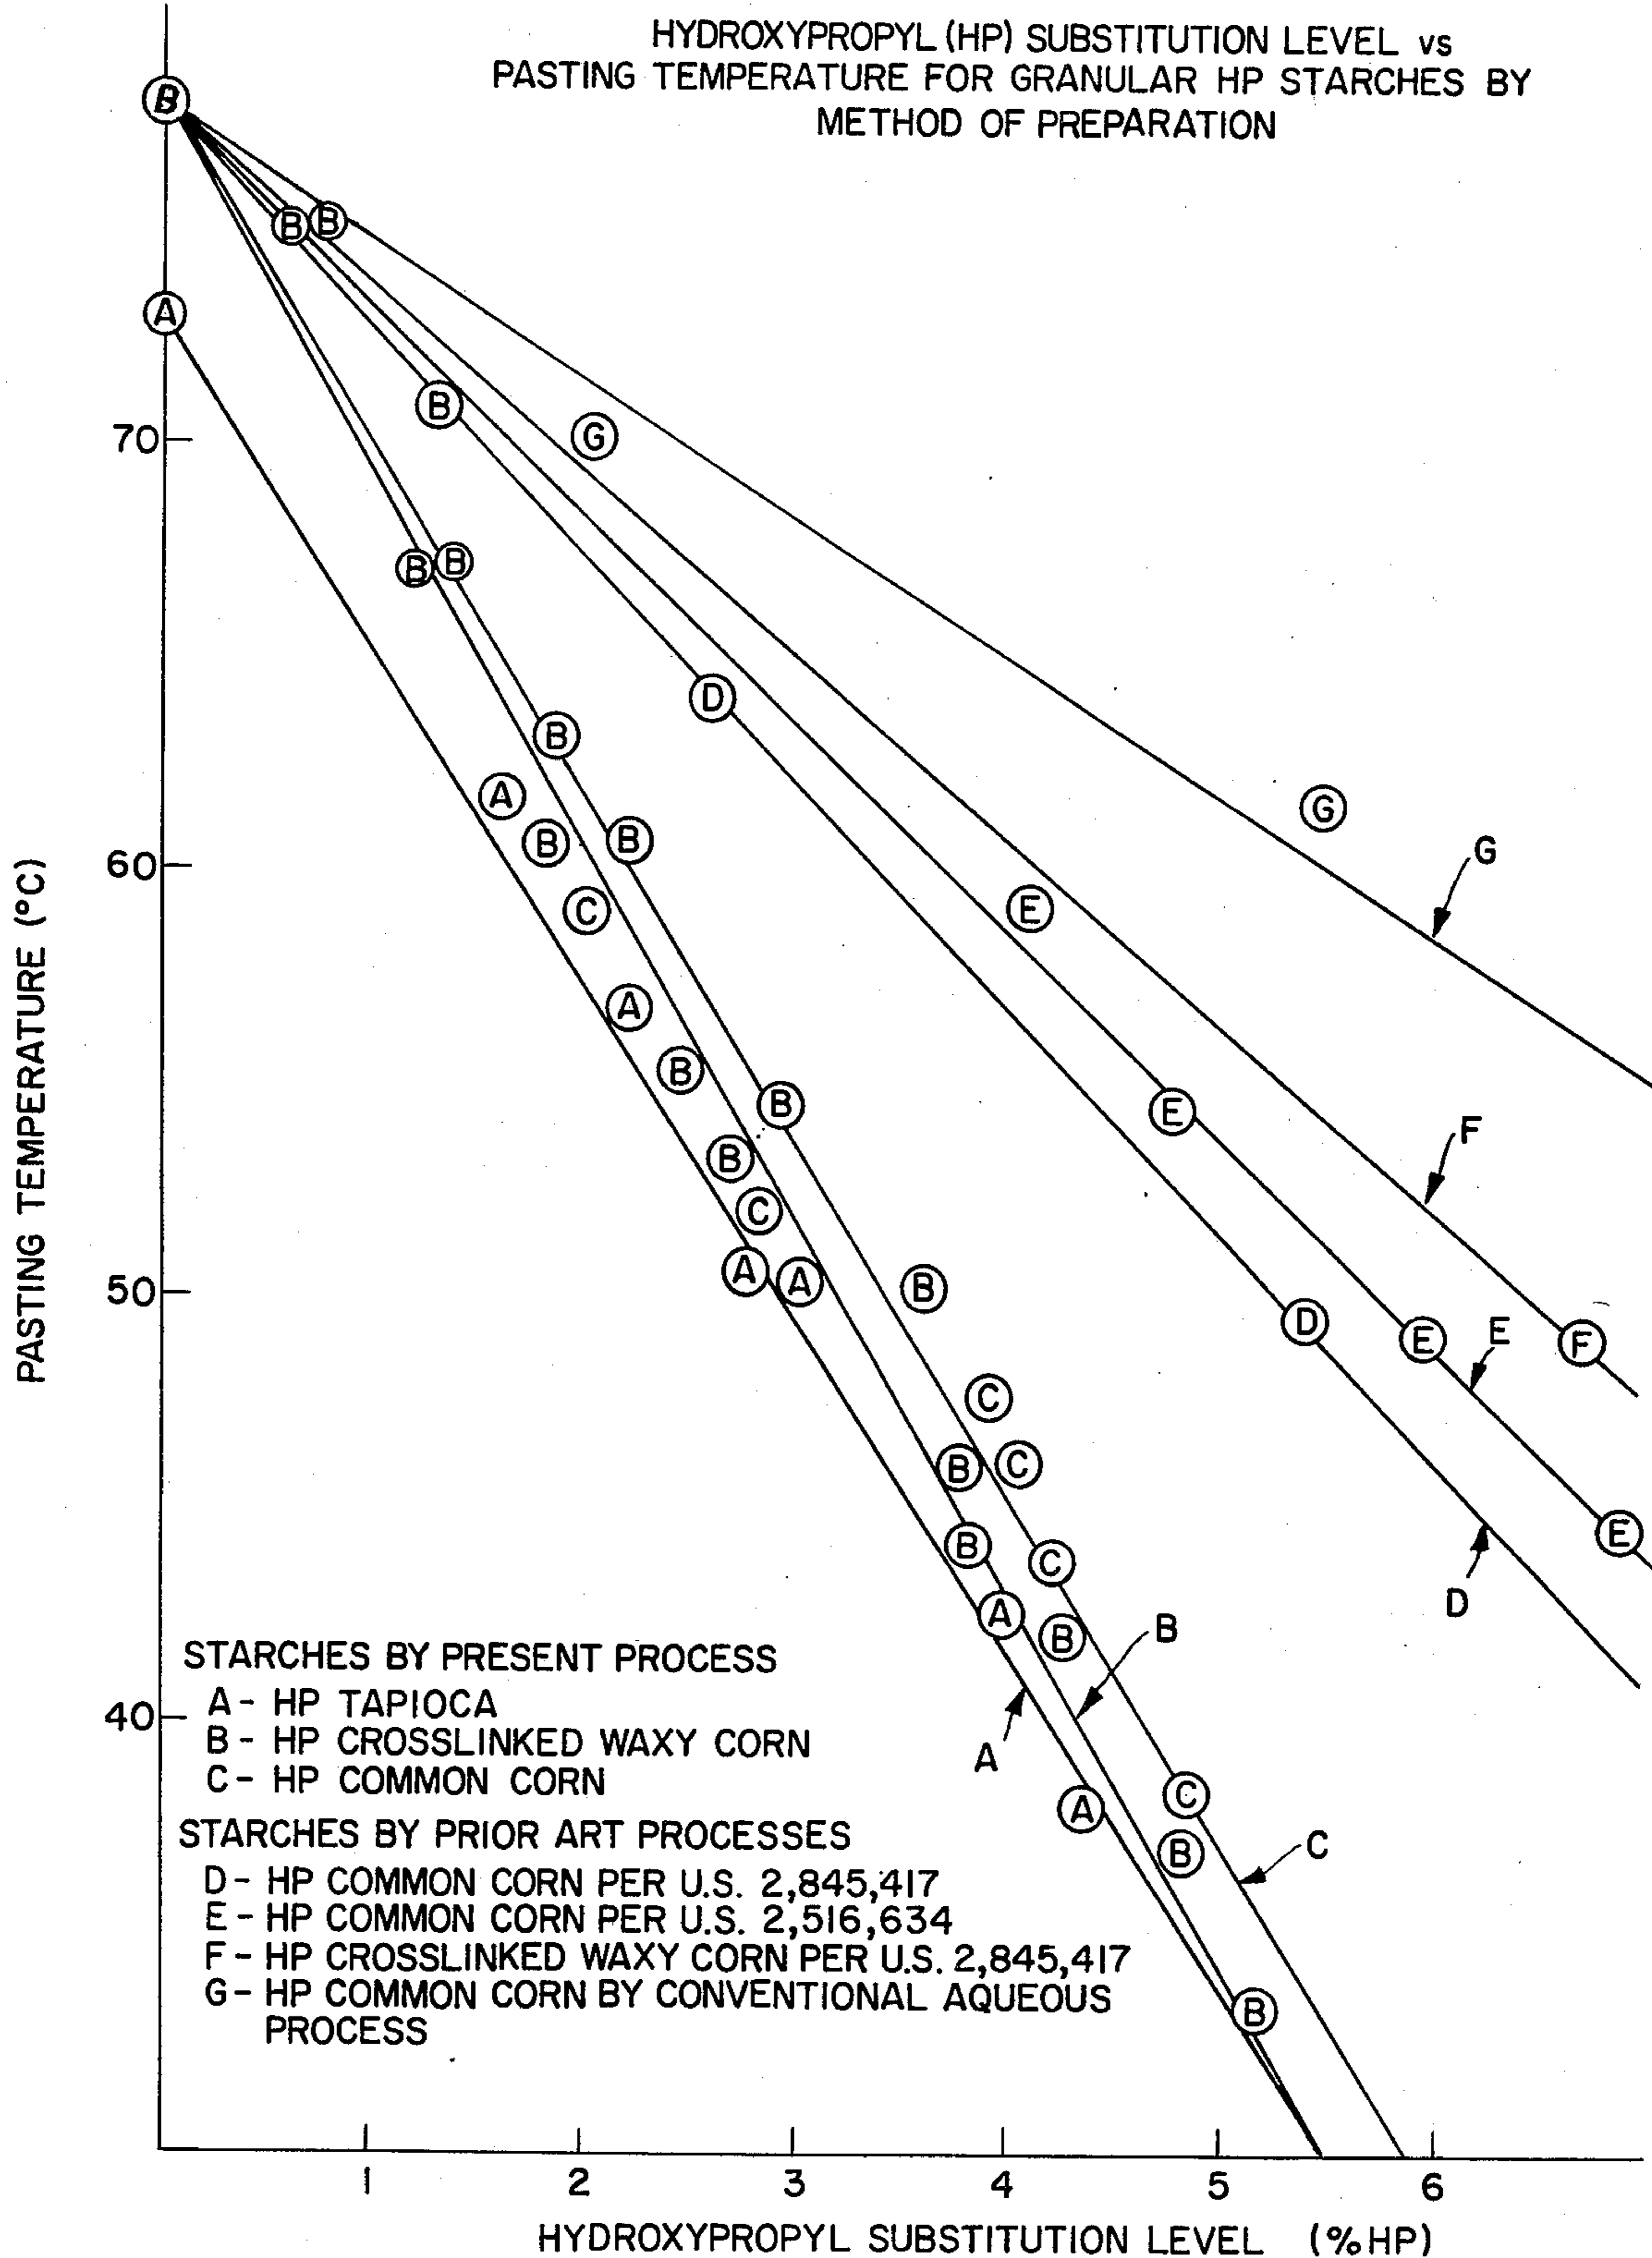 HYDROXYPROPYL (HP) SUBSTITUTION LEVEL vs
PASTING TEMPERATURE FOR GRANULAR HP STARCHES BY
METHOD OF PREPARATION
B
B B
A
B
70
G
B B
D
B
A
G
B B
60
G
C
E
A
B
B
E
F
B
C
A A
B
50
D
E
E
F
C
B
C
E
B
C
D
A
B
B
STARCHES BY PRESENT PROCESS
A - HP TAPIOCA
40
B - HP CROSSLINKED WAXY CORN
A
C - HP COMMON CORN
C
A
STARCHES BY PRIOR ART PROCESSES
B
C
D - HP COMMON CORN PER U.S. 2,845,417
E - HP COMMON CORN PER U.S. 2,516,634
F - HP CROSSLINKED WAXY CORN PER U.S. 2,845,417
G - HP COMMON CORN BY CONVENTIONAL AQUEOUS
PROCESS
B
PASTING TEMPERATURE (°C)
1 2 3 4 5 6
HYDROXYPROPYL SUBSTITUTION LEVEL (%HP)